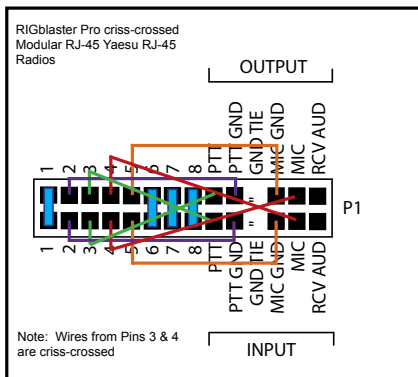 RIGblaster Pro criss-crossed
Modular RJ-45 Yaesu RJ-45
Radios
OUTPUT
1 2 3 4 5 6 7 8 PTT PTT GND GND TIE MIC GND MIC RCV AUD
"
P1
"
1 2 3 4 5 6 7 8 PTT PTT GND GND TIE MIC GND MIC RCV AUD
Note: Wires from Pins 3 & 4
are criss-crossed
INPUT